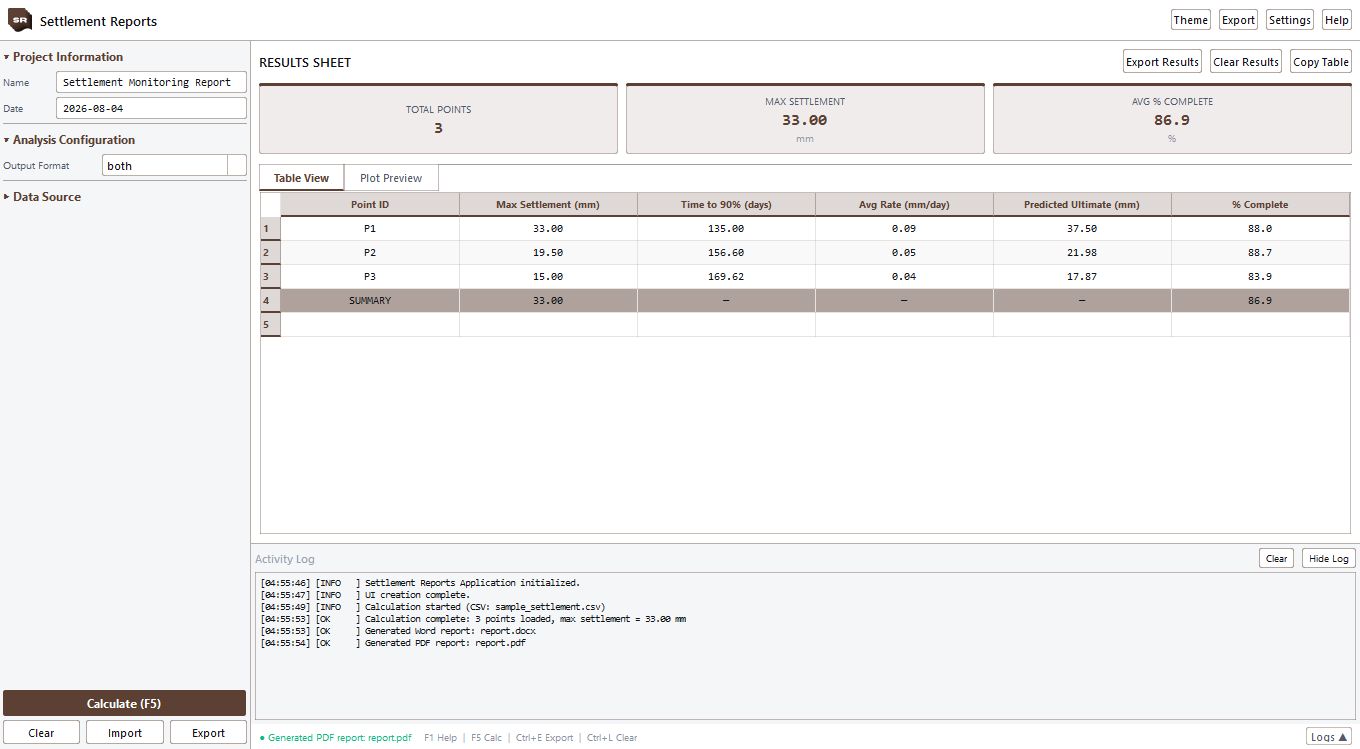 SR Settlement Reports
Theme Export Settings Help
Project Information
Name Settlement Monitoring Report
Date 2026-08-04
Analysis Configuration
Output Format both
Data Source
Calculate (F5)
Clear Import Export
RESULTS SHEET
Export Results Clear Results Copy Table
TOTAL POINTS
3
MAX SETTLEMENT
33.00
mm
AVG % COMPLETE
86.9
%
Table View Plot Preview
Point ID Max Settlement (mm) Time to 90% (days) Avg Rate (mm/day) Predicted Ultimate (mm) % Complete
1 P1 33.00 135.00 0.09 37.50 88.0
2 P2 19.50 156.60 0.05 21.98 88.7
3 P3 15.00 169.62 0.04 17.87 83.9
4 SUMMARY 33.00 — — — 86.9
5
Activity Log
Clear Hide Log
[04:55:46] [INFO ] Settlement Reports Application initialized.
[04:55:47] [INFO ] UI creation complete.
[04:55:49] [INFO ] Calculation started (CSV: sample_settlement.csv)
[04:55:53] [OK ] Calculation complete: 3 points loaded, max settlement = 33.00 mm
[04:55:53] [OK ] Generated Word report: report.docx
[04:55:54] [OK ] Generated PDF report: report.pdf
● Generated PDF report: report.pdf F1 Help | F5 Calc | Ctrl+E Export | Ctrl+L Clear
Logs ▲